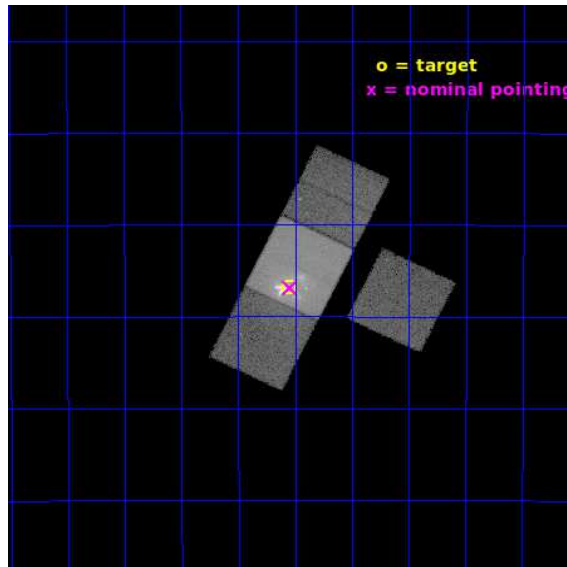 o = target
x = nominal pointing